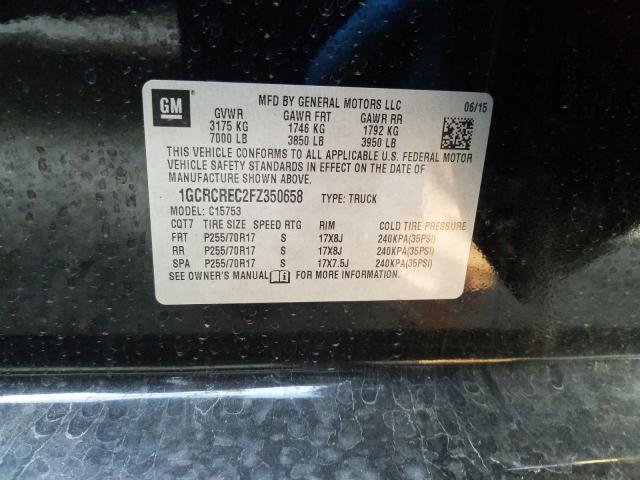 GM
MFD BY GENERAL MOTORS LLC 06/15
GVWR GAWR FRT GAWR RR
3175 KG 1746 KG 1792 KG
7000 LB 3850 LB 3950 LB
THIS VEHICLE CONFORMS TO ALL APPLICABLE U.S. FEDERAL MOTOR
VEHICLE SAFETY STANDARDS IN EFFECT ON THE DATE OF
MANUFACTURE SHOWN ABOVE.
1GCRCREC2FZ350658 TYPE: TRUCK
MODEL: C15753
CQT7 TIRE SIZE SPEED RTG RIM COLD TIRE PRESSURE
FRT P255/70R17 S 17X8J 240KPA(35PSI)
RR P255/70R17 S 17X8J 240KPA(35PSI)
SPA P255/70R17 S 17X7.5J 240KPA(35PSI)
SEE OWNER'S MANUAL FOR MORE INFORMATION.